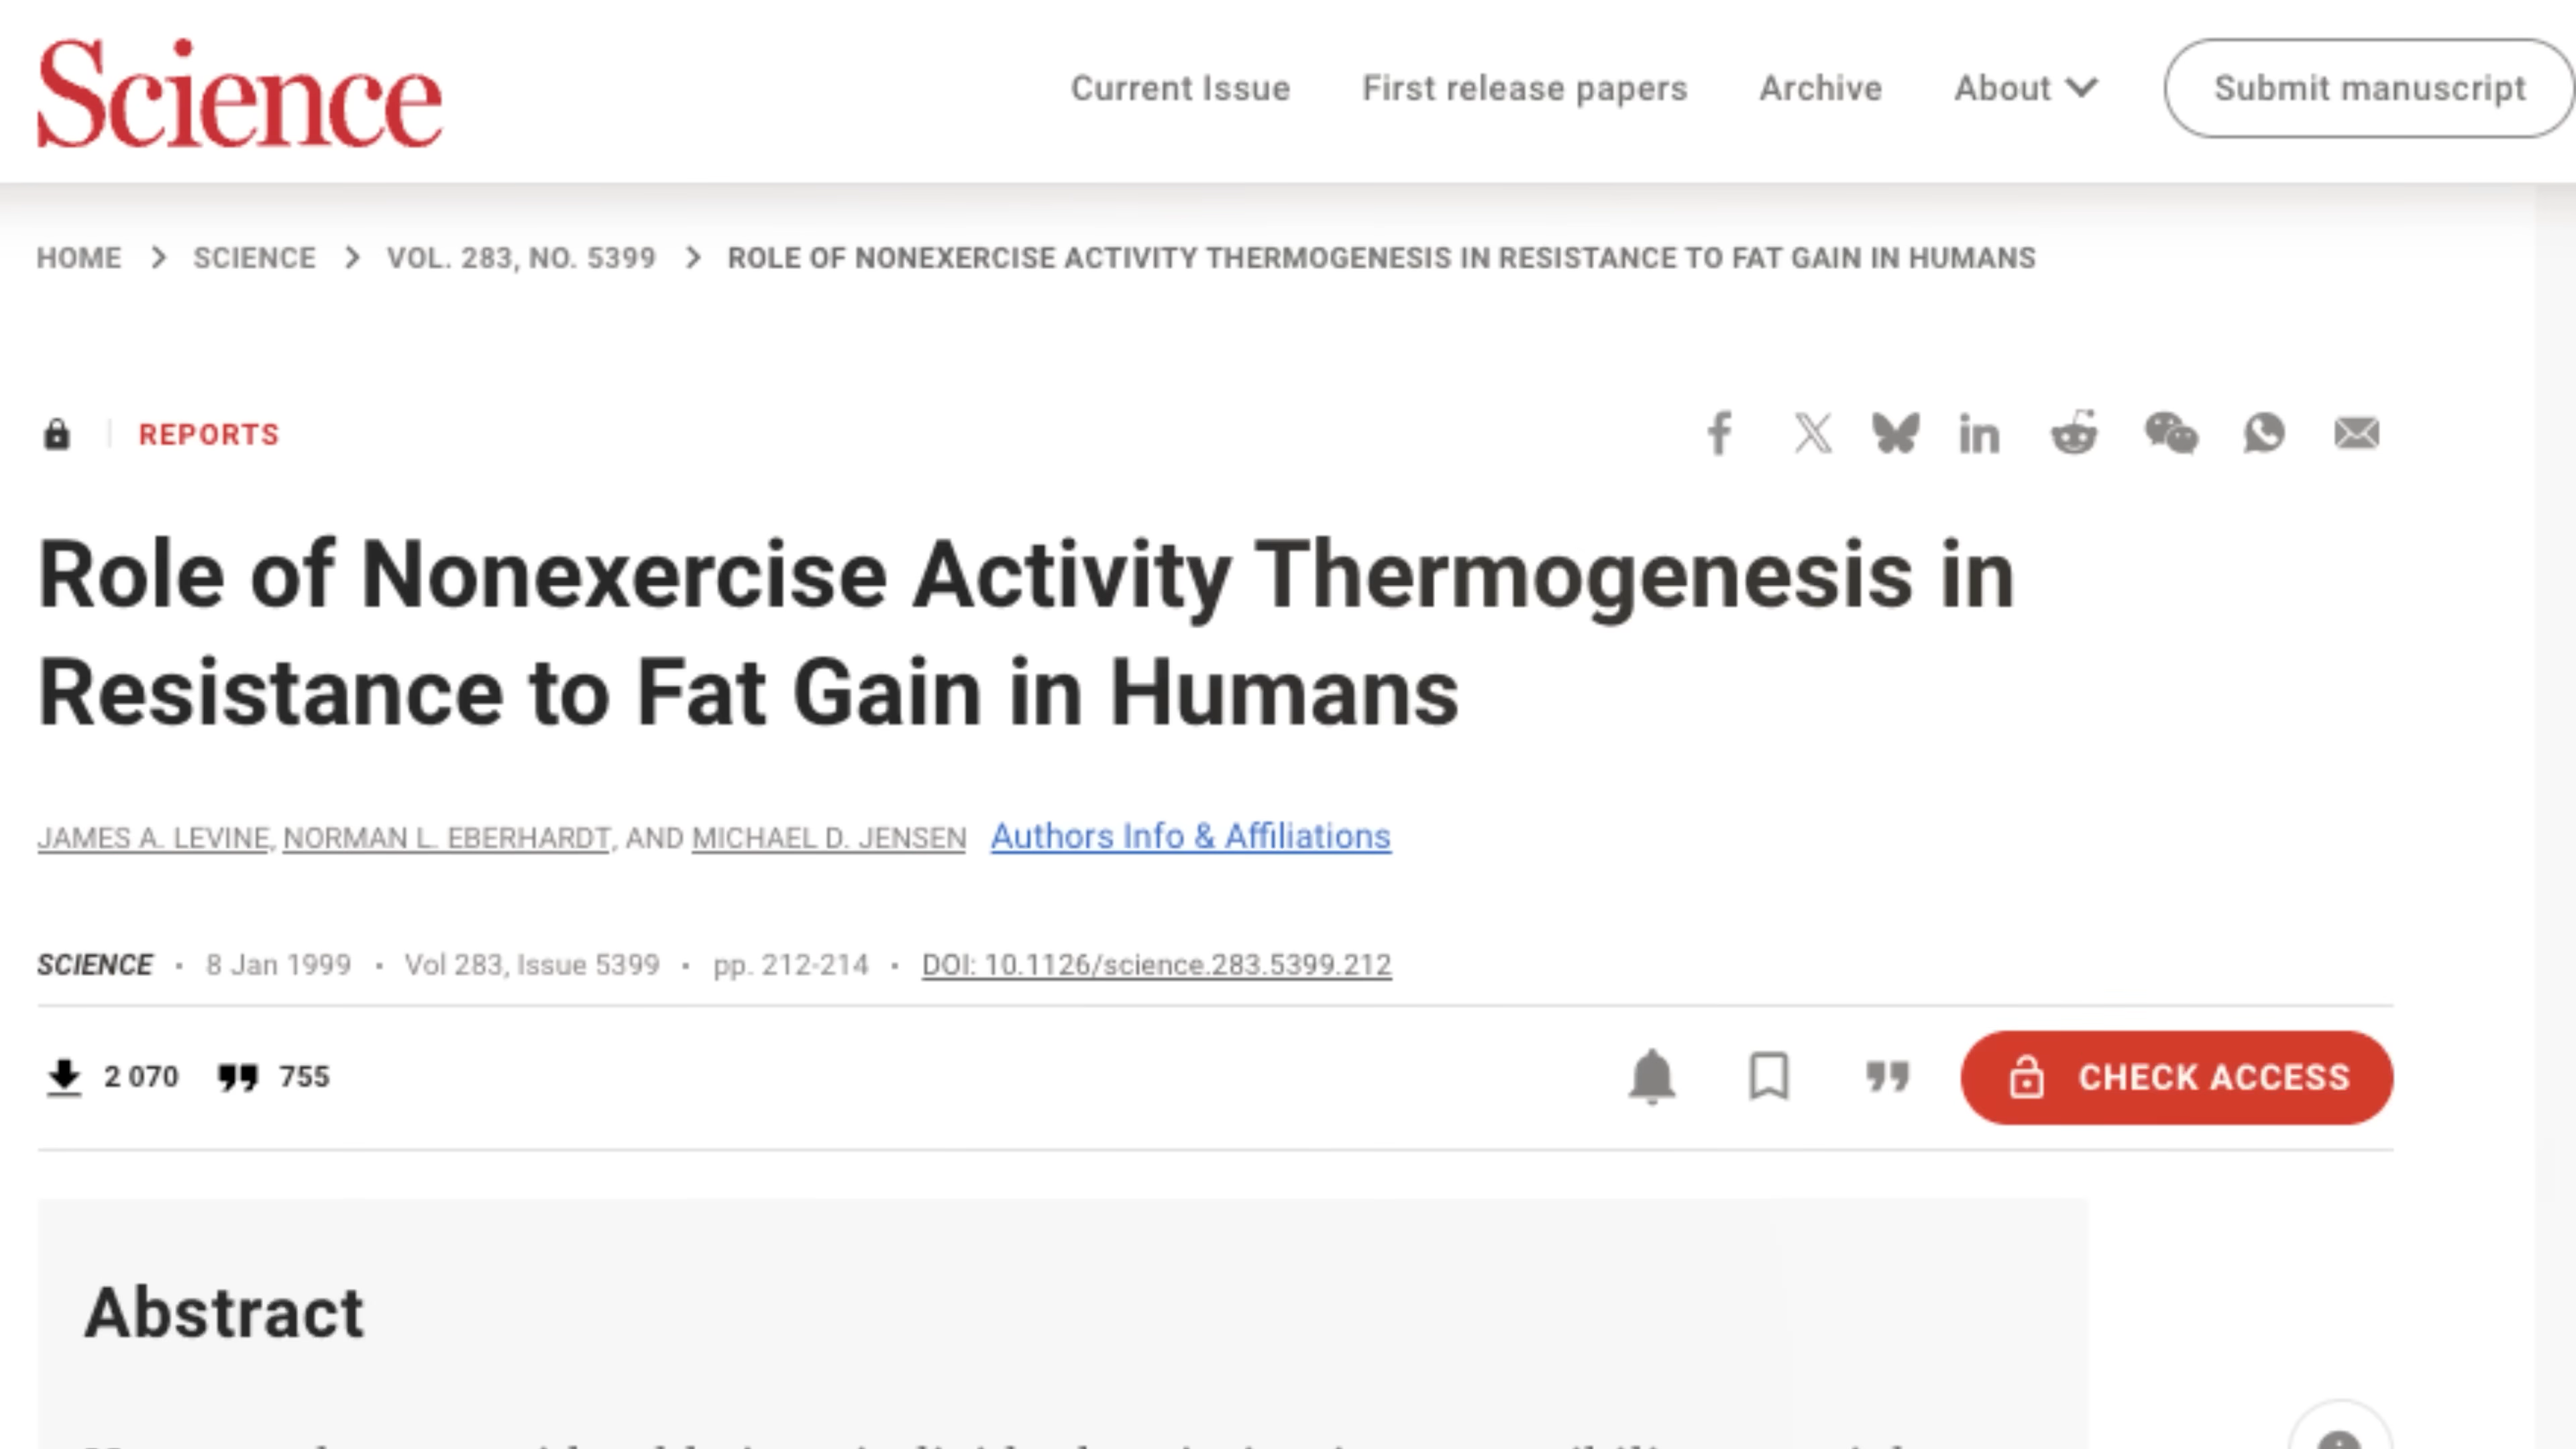 Science
Current Issue First release papers Archive About Submit manuscript
HOME > SCIENCE > VOL. 283, NO. 5399 > ROLE OF NONEXERCISE ACTIVITY THERMOGENESIS IN RESISTANCE TO FAT GAIN IN HUMANS
REPORTS
Role of Nonexercise Activity Thermogenesis in
Resistance to Fat Gain in Humans
JAMES A. LEVINE, NORMAN L. EBERHARDT, AND MICHAEL D. JENSEN Authors Info & Affiliations
SCIENCE · 8 Jan 1999 · Vol 283, Issue 5399 · pp. 212-214 · DOI: 10.1126/science.283.5399.212
2 070 755 CHECK ACCESS
Abstract